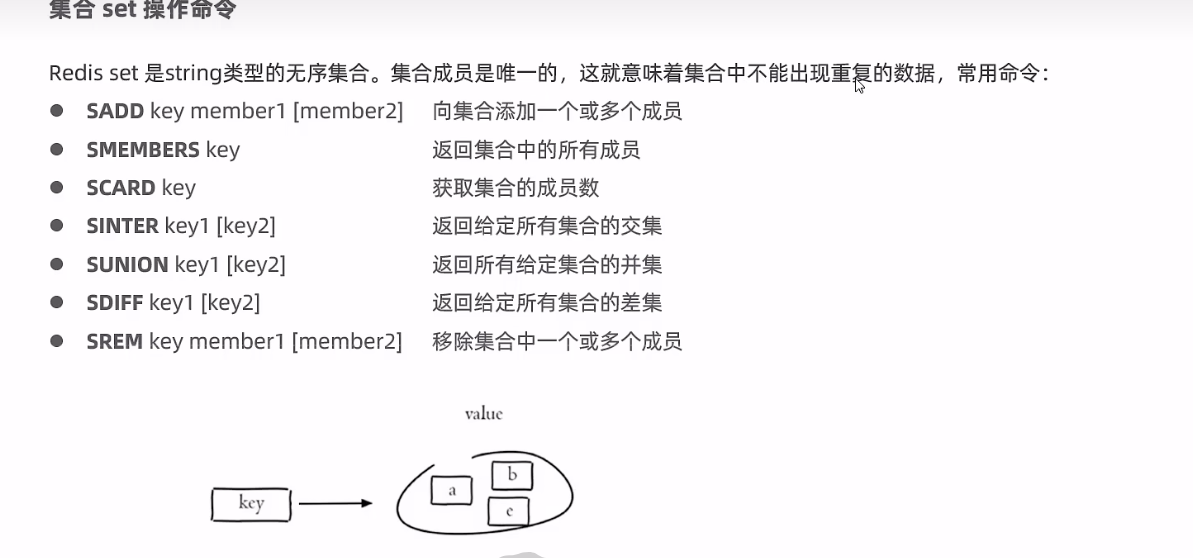 集合 set 操作命令
Redis set 是string类型的无序集合。集合成员是唯一的，这就意味着集合中不能出现重复的数据，常用命令：
● SADD key member1 [member2] 向集合添加一个或多个成员
● SMEMBERS key 返回集合中的所有成员
● SCARD key 获取集合的成员数
● SINTER key1 [key2] 返回给定所有集合的交集
● SUNION key1 [key2] 返回所有给定集合的并集
● SDIFF key1 [key2] 返回给定所有集合的差集
● SREM key member1 [member2] 移除集合中一个或多个成员
value
b
a
key
c